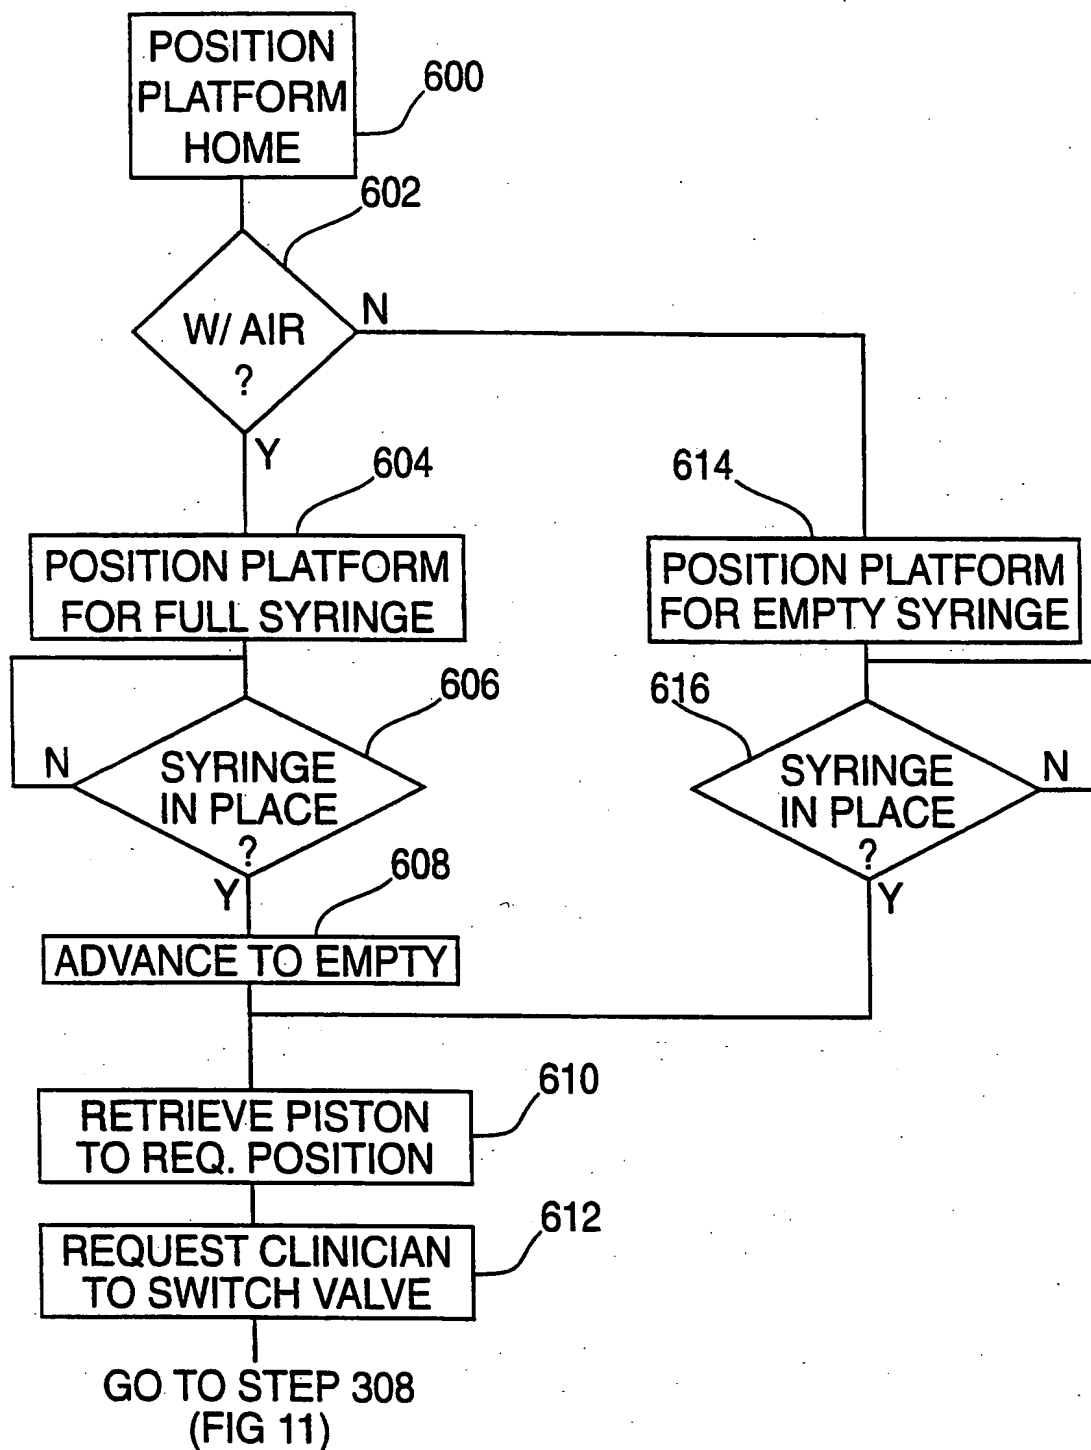 POSITION
PLATFORM
HOME
600
602
W/ AIR
?
N
Y
604
POSITION PLATFORM
FOR FULL SYRINGE
614
POSITION PLATFORM
FOR EMPTY SYRINGE
606
SYRINGE
IN PLACE
?
N
Y
616
SYRINGE
IN PLACE
?
N
Y
608
ADVANCE TO EMPTY
610
RETRIEVE PISTON
TO REQ. POSITION
612
REQUEST CLINICIAN
TO SWITCH VALVE
GO TO STEP 308
(FIG 11)